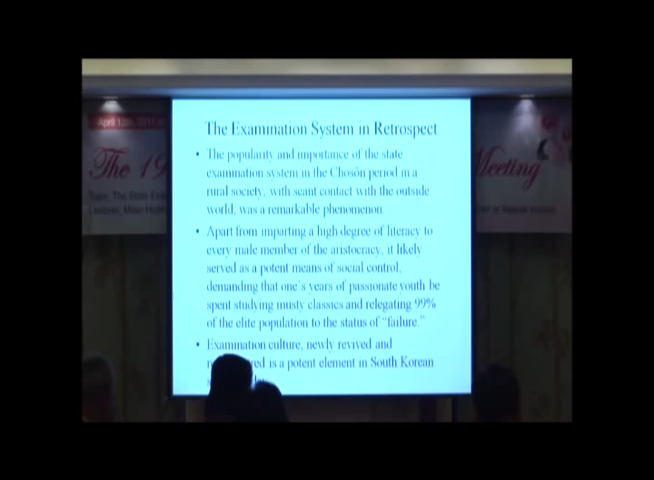 The Examination System in Retrospect
• The popularity and importance of the state
examination system in the Chosŏn period in a
rural society, with scant contact with the outside
world, was a remarkable phenomenon.
• Apart from imparting a high degree of literacy to
every male member of the aristocracy, it likely
served as a potent means of social control,
demanding that one's years of passionate youth be
spent studying musty classics and relegating 99%
of the elite population to the status of "failure."
• Examination culture, newly revived and
is a potent element in South Korean
The 19
Meeting
Topic: The State